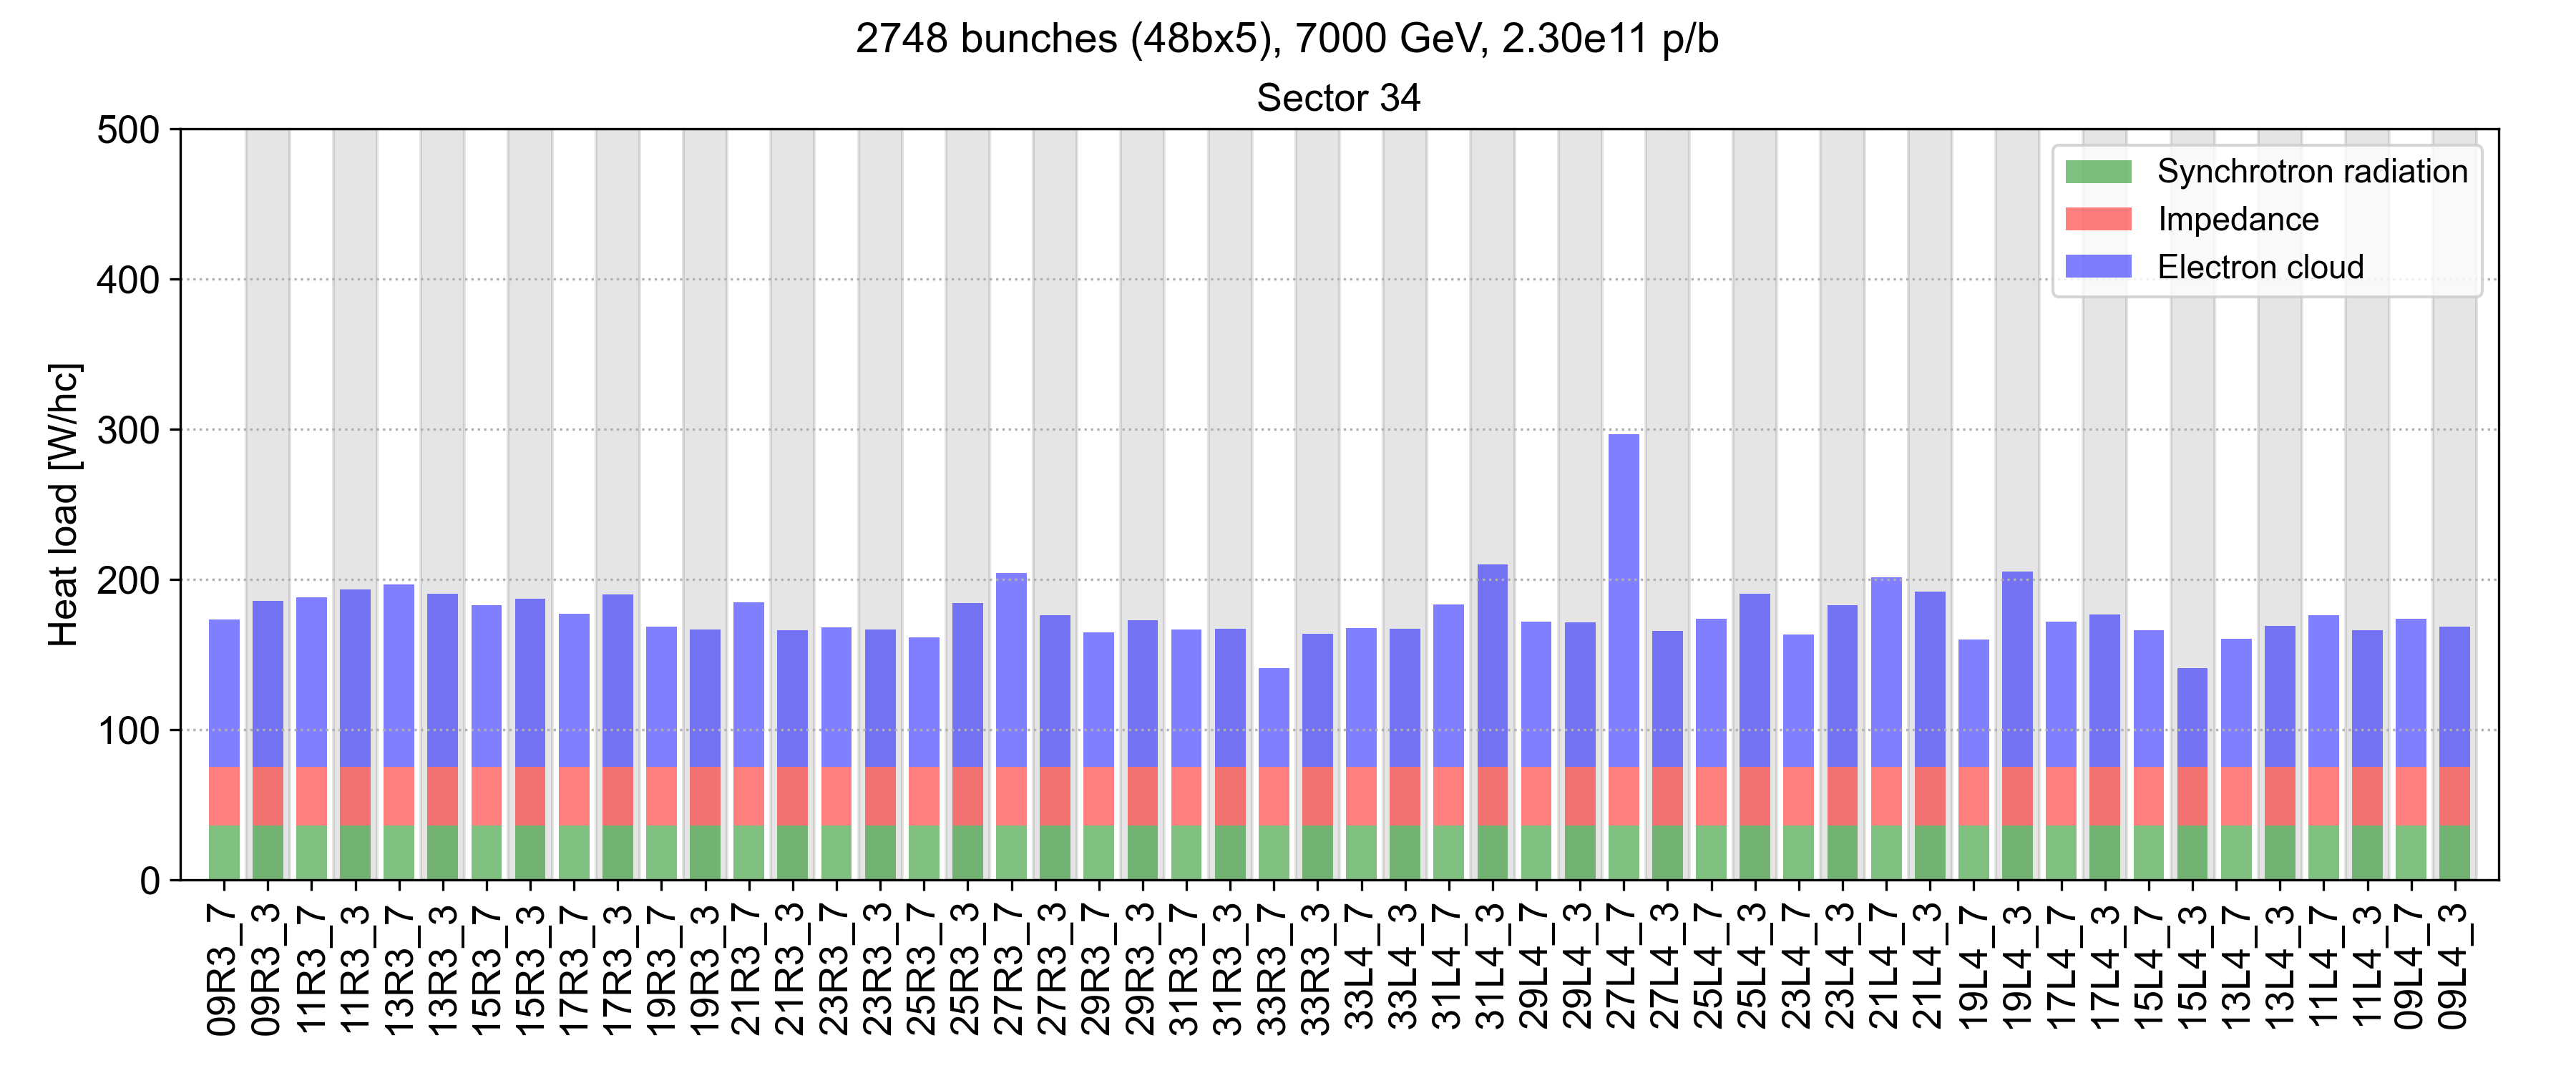 2748 bunches (48bx5), 7000 GeV, 2.30e11 p/b
Sector 34
500
400
300
200
100
0
Heat load [W/hc]
Synchrotron radiation
Impedance
Electron cloud
09R3_7
09R3_3
11R3_7
11R3_3
13R3_7
13R3_3
15R3_7
15R3_3
17R3_7
17R3_3
19R3_7
19R3_3
21R3_7
21R3_3
23R3_7
23R3_3
25R3_7
25R3_3
27R3_7
27R3_3
29R3_7
29R3_3
31R3_7
31R3_3
33R3_7
33R3_3
33L4_7
33L4_3
31L4_7
31L4_3
29L4_7
29L4_3
27L4_7
27L4_3
25L4_7
25L4_3
23L4_7
23L4_3
21L4_7
21L4_3
19L4_7
19L4_3
17L4_7
17L4_3
15L4_7
15L4_3
13L4_7
13L4_3
11L4_7
11L4_3
09L4_7
09L4_3